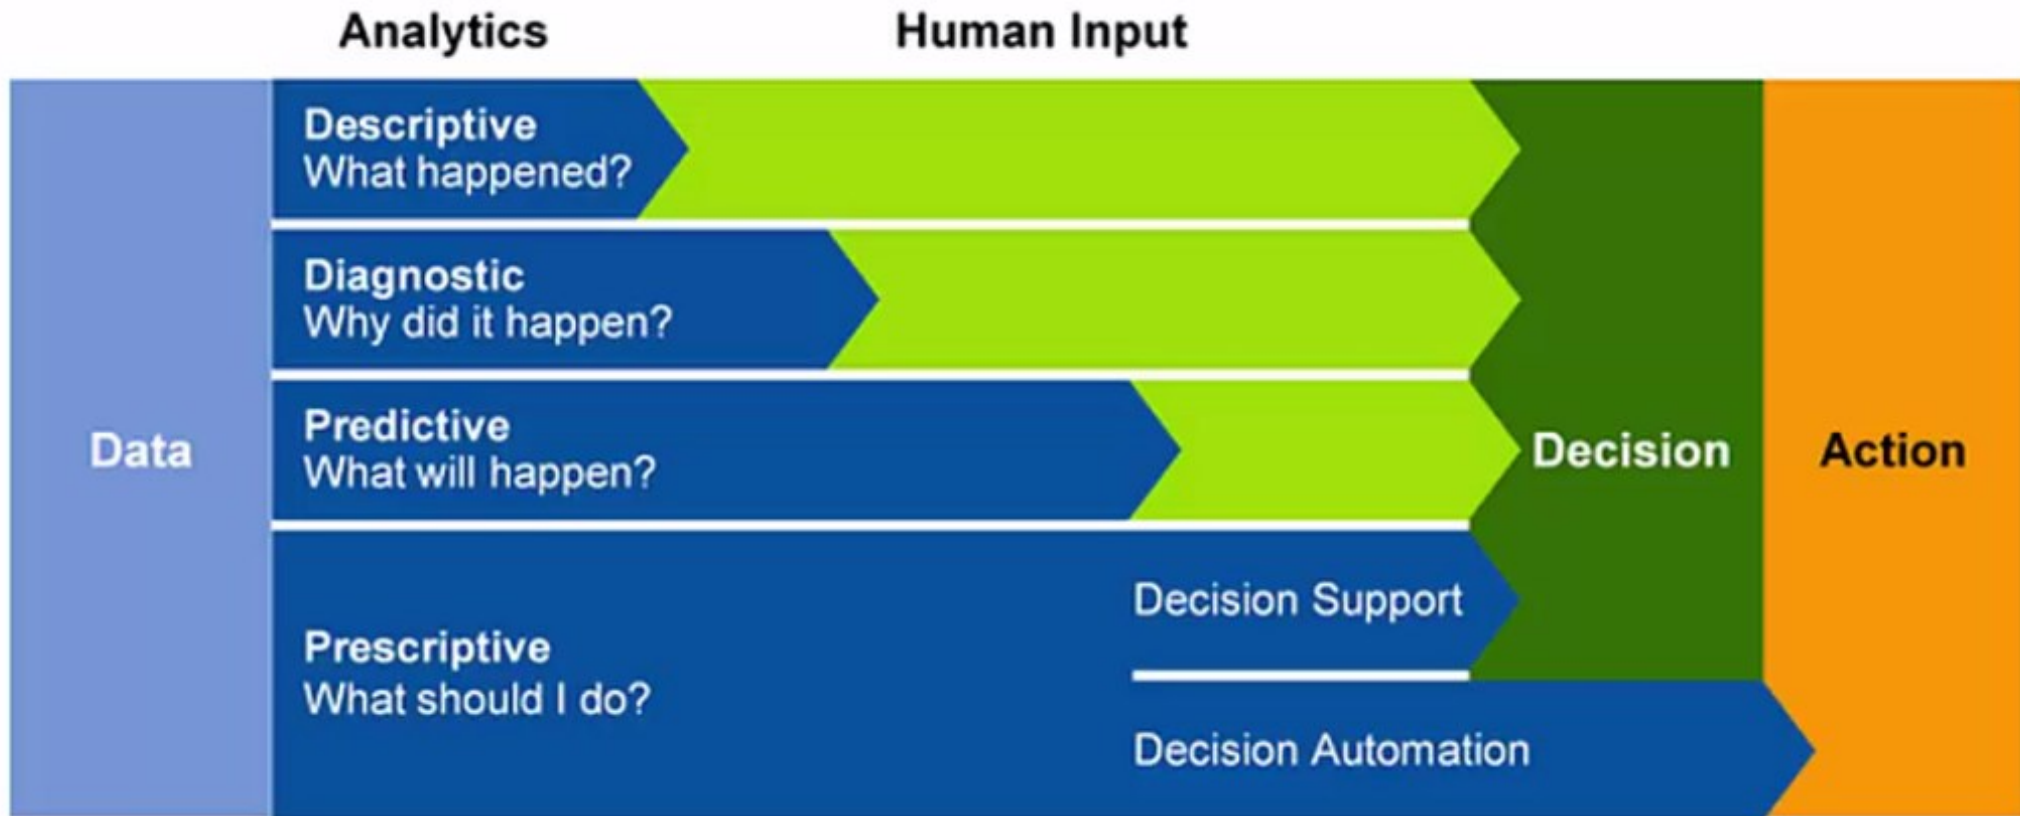 Analytics
Human Input
Descriptive
What happened?
Diagnostic
Why did it happen?
Predictive
What will happen?
Data
Decision
Action
Prescriptive
What should I do?
Decision Support
Decision Automation